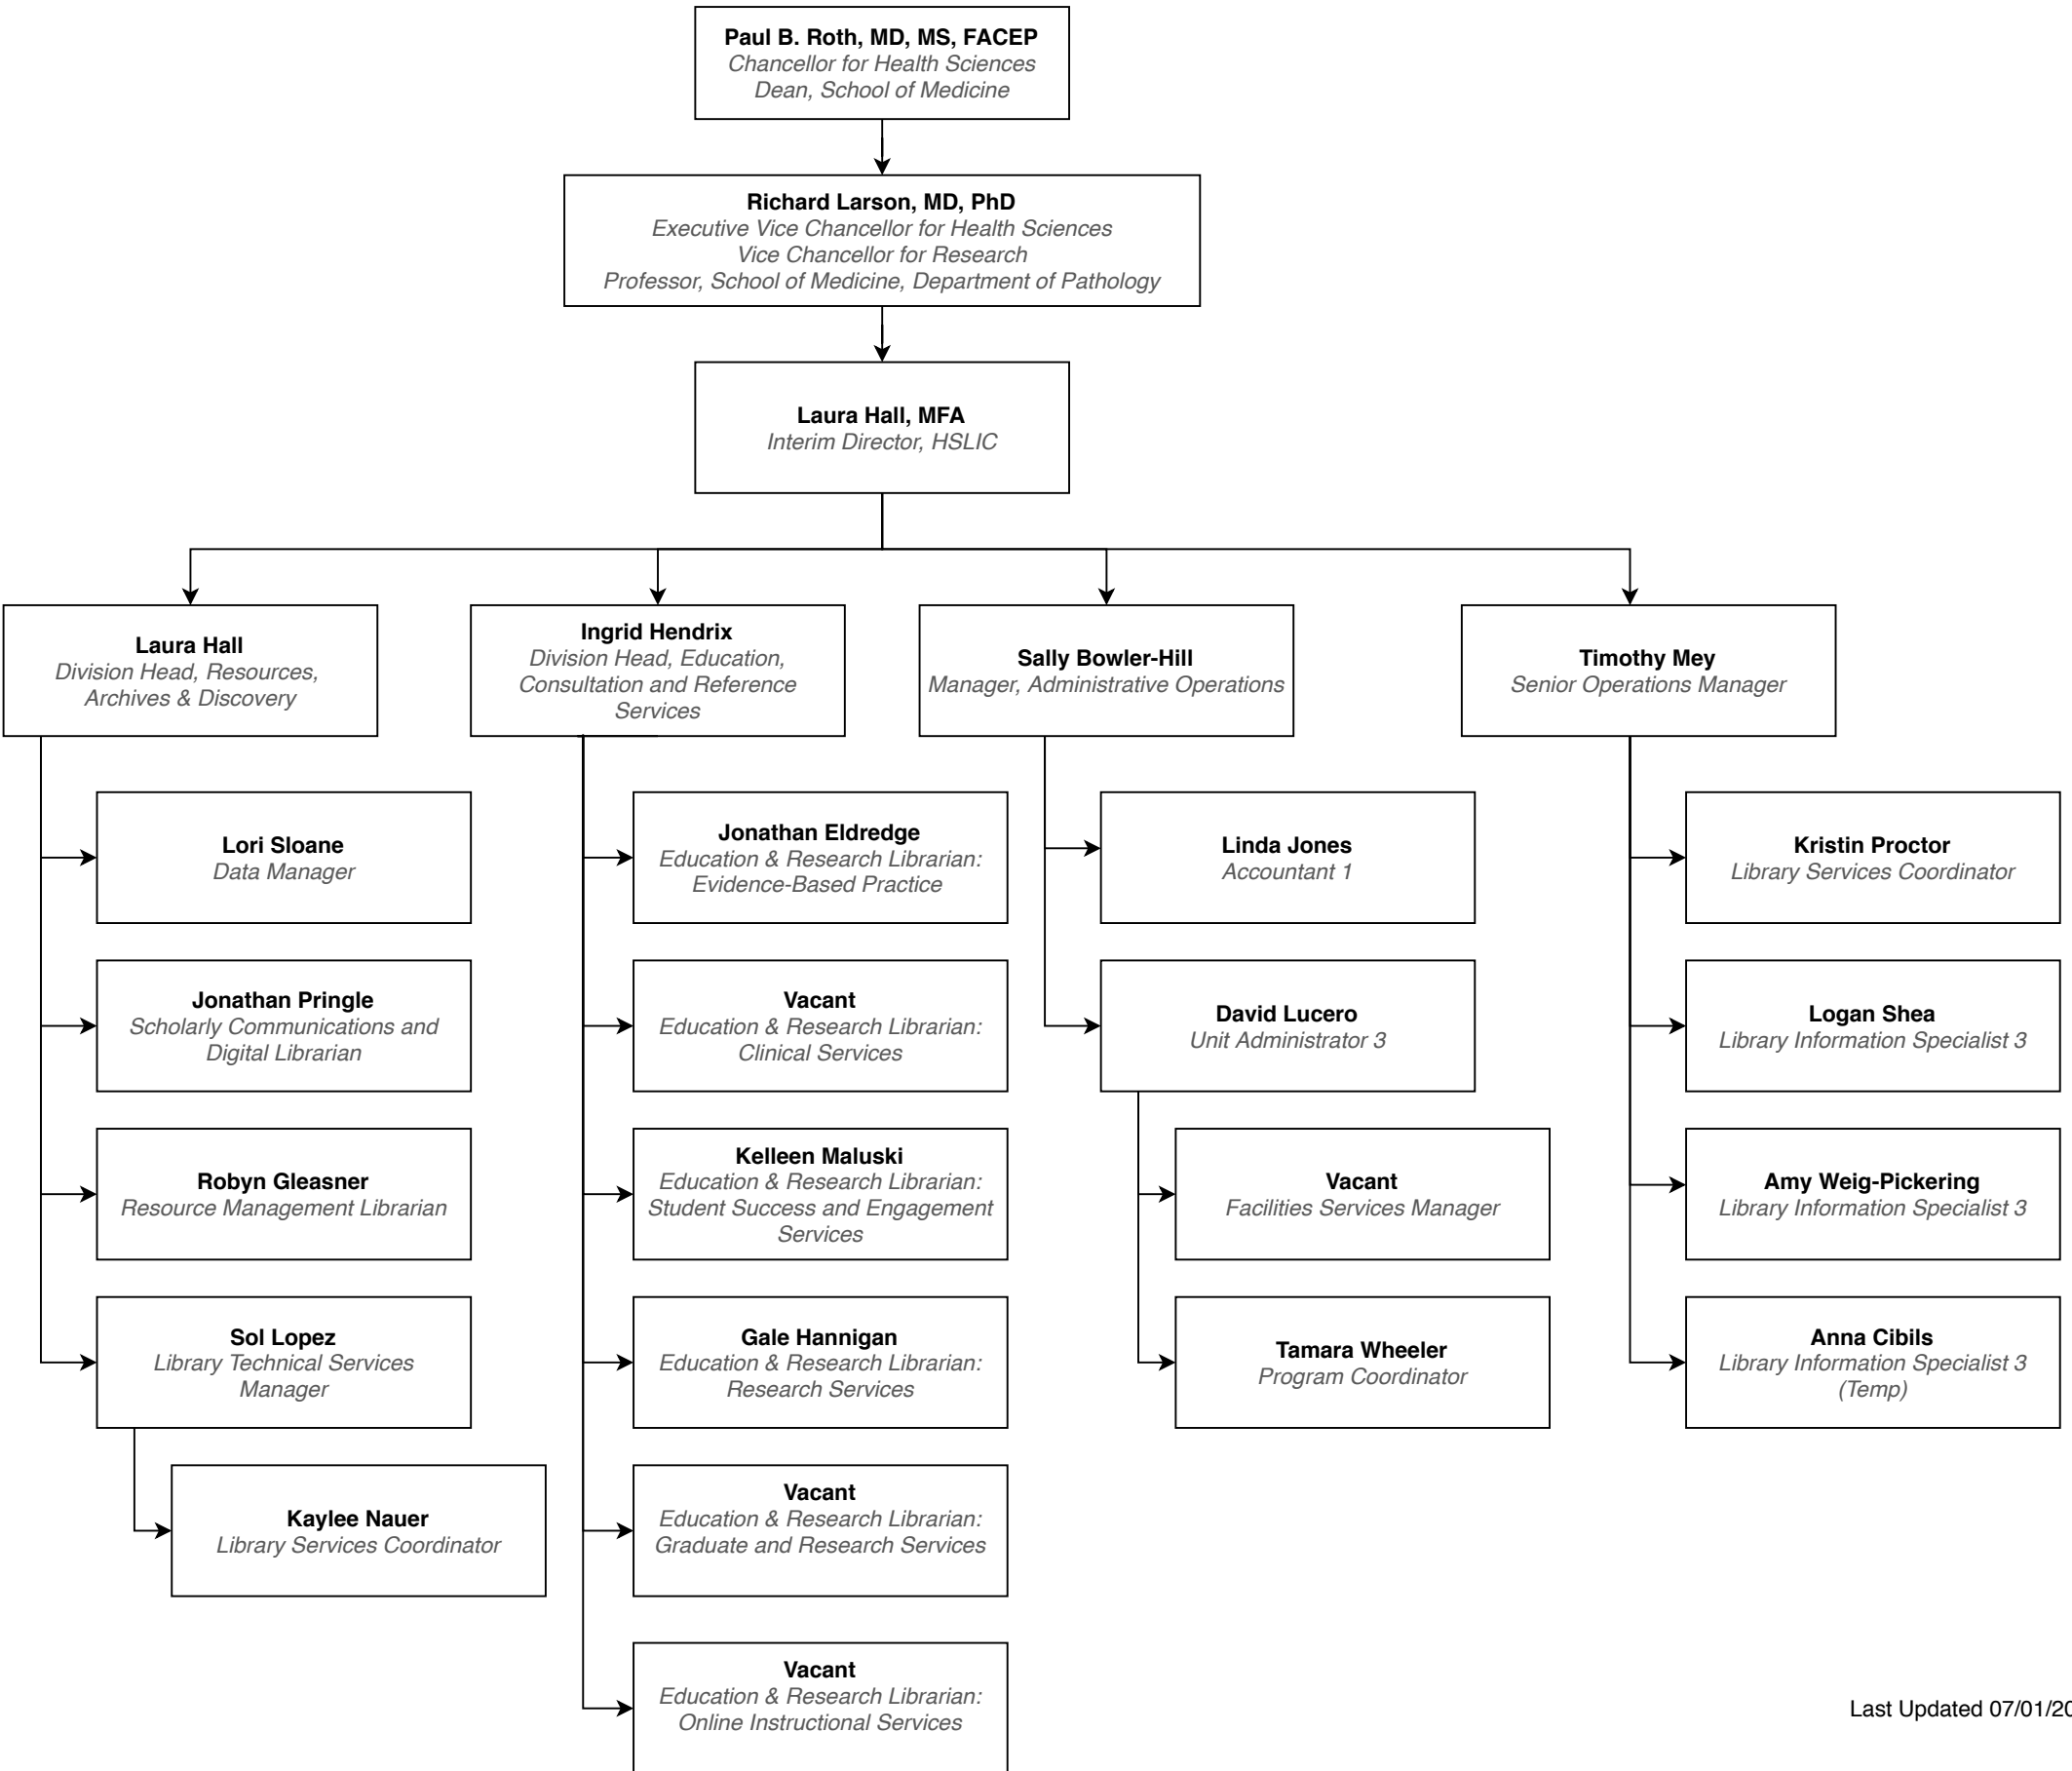 Paul B. Roth, MD, MS, FACEP
Chancellor for Health Sciences
Dean, School of Medicine
Richard Larson, MD, PhD
Executive Vice Chancellor for Health Sciences
Vice Chancellor for Research
Professor, School of Medicine, Department of Pathology
Laura Hall, MFA
Interim Director, HSLIC
Laura Hall
Division Head, Resources,
Archives & Discovery
Lori Sloane
Data Manager
Jonathan Pringle
Scholarly Communications and
Digital Librarian
Robyn Gleasner
Resource Management Librarian
Sol Lopez
Library Technical Services
Manager
Kaylee Nauer
Library Services Coordinator
Ingrid Hendrix
Division Head, Education,
Consultation and Reference
Services
Jonathan Eldredge
Education & Research Librarian:
Evidence-Based Practice
Vacant
Education & Research Librarian:
Clinical Services
Kelleen Maluski
Education & Research Librarian:
Student Success and Engagement
Services
Gale Hannigan
Education & Research Librarian:
Research Services
Vacant
Education & Research Librarian:
Graduate and Research Services
Vacant
Education & Research Librarian:
Online Instructional Services
Sally Bowler-Hill
Manager, Administrative Operations
Linda Jones
Accountant 1
David Lucero
Unit Administrator 3
Vacant
Facilities Services Manager
Tamara Wheeler
Program Coordinator
Timothy Mey
Senior Operations Manager
Kristin Proctor
Library Services Coordinator
Logan Shea
Library Information Specialist 3
Amy Weig-Pickering
Library Information Specialist 3
Anna Cibils
Library Information Specialist 3
(Temp)
Last Updated 07/01/20